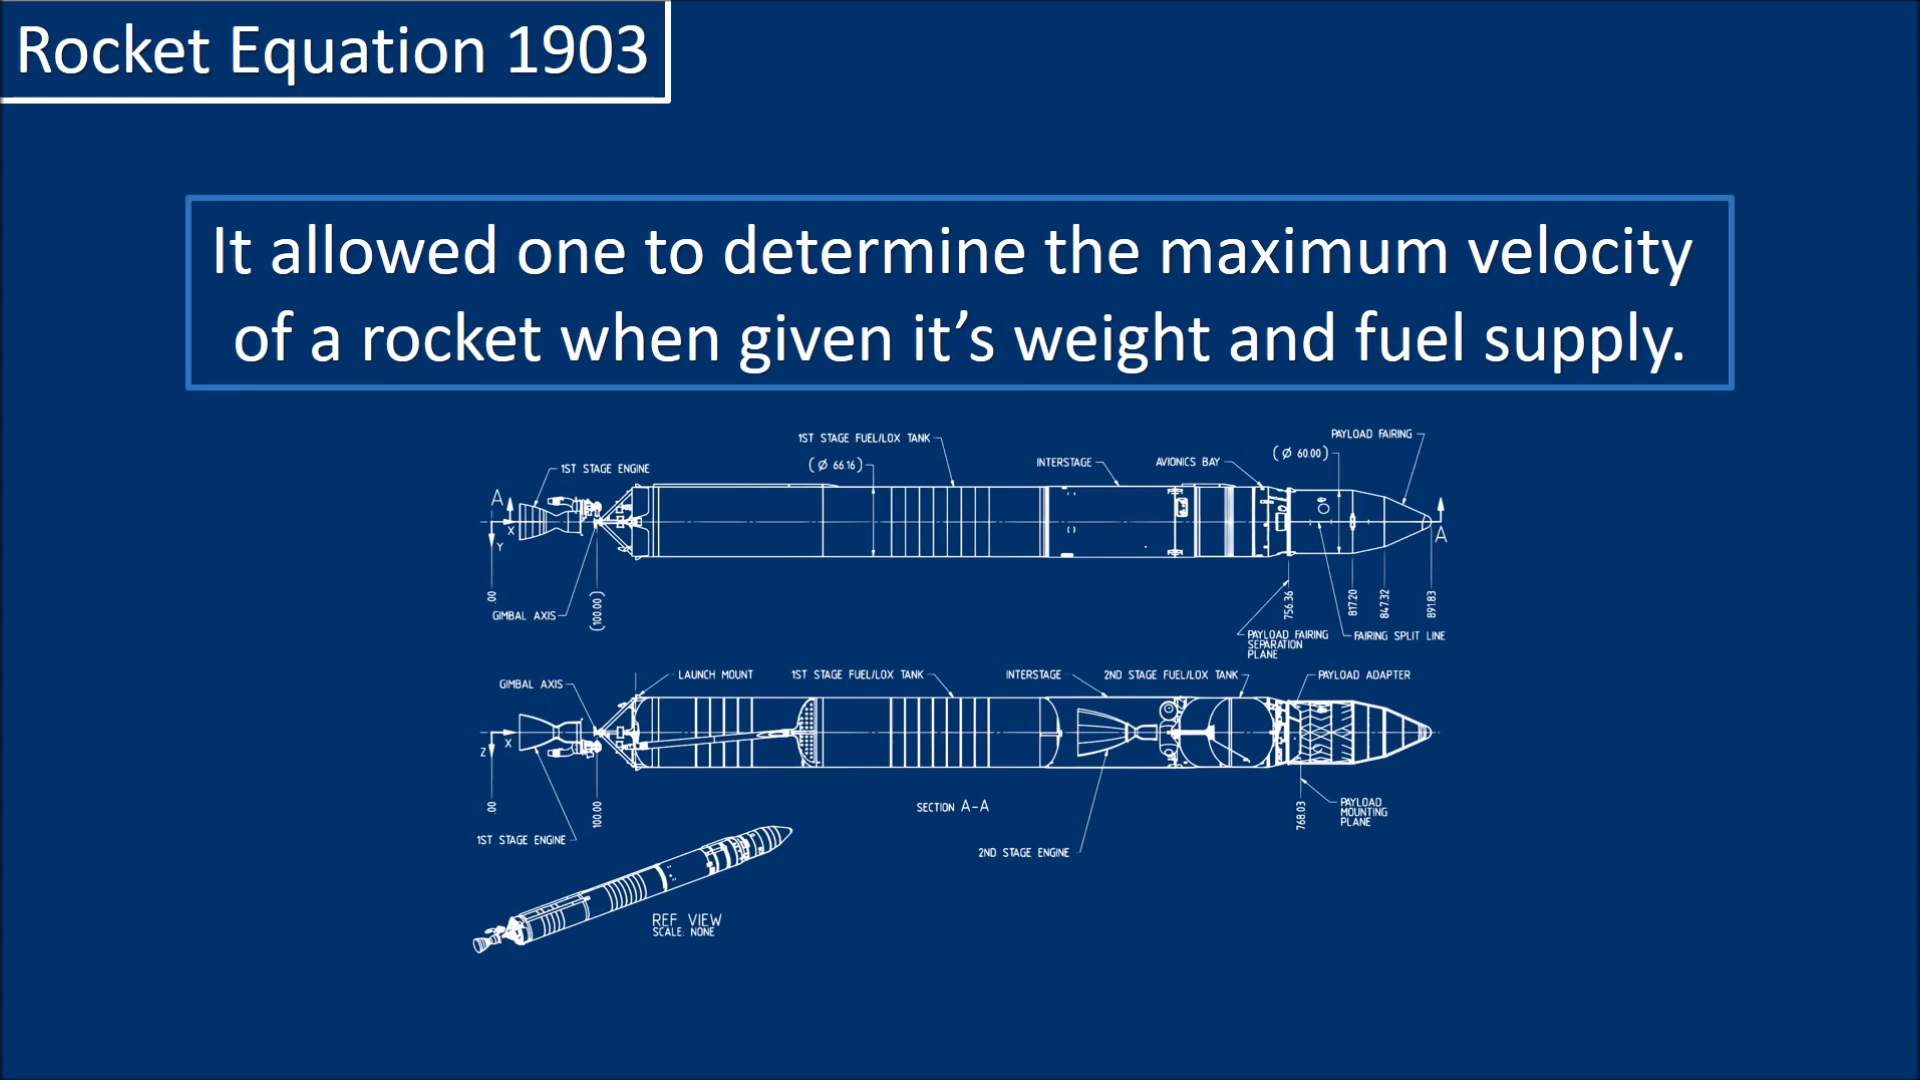 Rocket Equation 1903
It allowed one to determine the maximum velocity
of a rocket when given it’s weight and fuel supply.
1ST STAGE FUEL/LOX TANK
PAYLOAD FAIRING
(Ø 66.16)
(Ø 60.00)
1ST STAGE ENGINE
INTERSTAGE
AVIONICS BAY
A
X
Y
A
.00
GIMBAL AXIS
(100.00)
756.36
817.20
847.32
891.83
PAYLOAD FAIRING
SEPARATION
PLANE
FAIRING SPLIT LINE
GIMBAL AXIS
LAUNCH MOUNT
1ST STAGE FUEL/LOX TANK
INTERSTAGE
2ND STAGE FUEL/LOX TANK
PAYLOAD ADAPTER
X
Z
.00
100.00
SECTION A-A
768.03
PAYLOAD
MOUNTING
PLANE
1ST STAGE ENGINE
2ND STAGE ENGINE
REF VIEW
SCALE: NONE